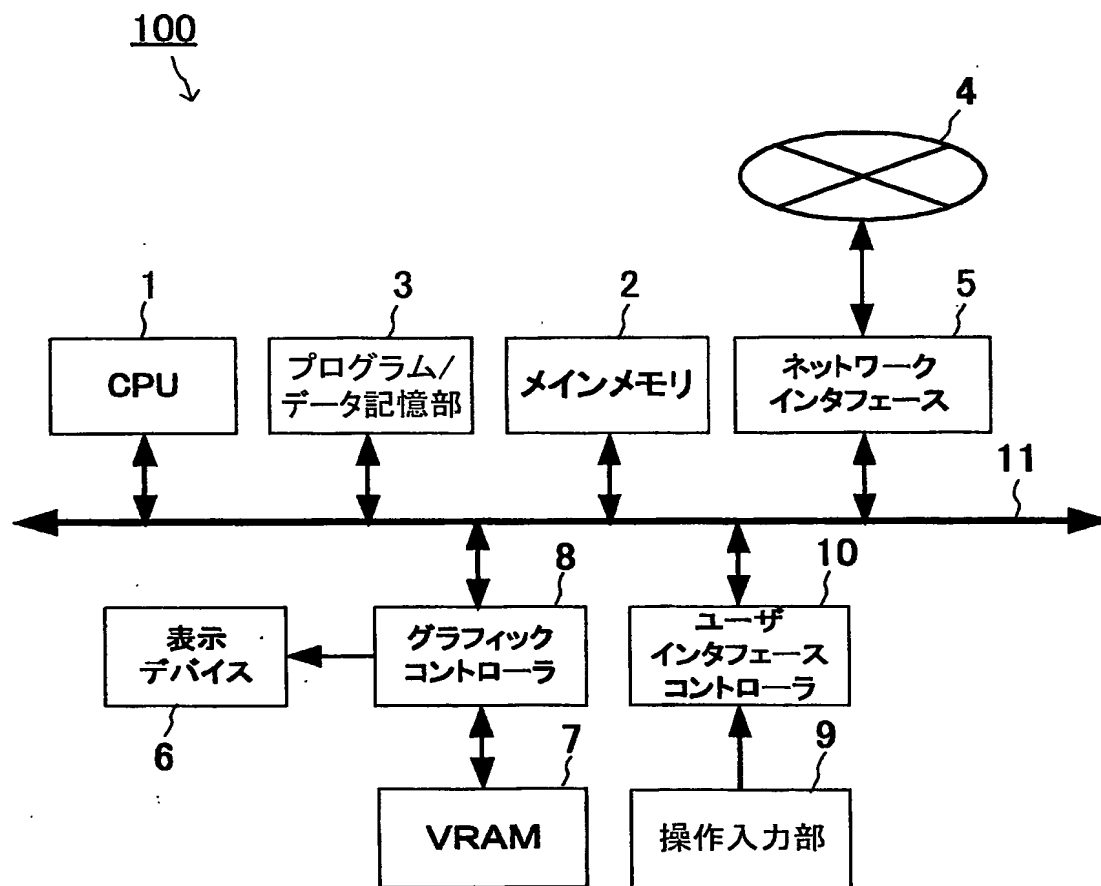 100
4
1
3
2
5
CPU
プログラム/
データ記憶部
メインメモリ
ネットワーク
インタフェース
11
8
10
表示
デバイス
グラフィック
コントローラ
ユーザ
インタフェース
コントローラ
6
7
9
VRAM
操作入力部